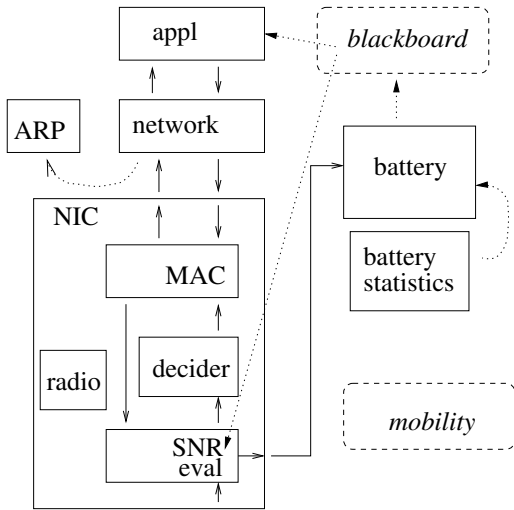 appl
blackboard
ARP
network
battery
NIC
MAC
battery
statistics
radio
decider
mobility
SNR
eval